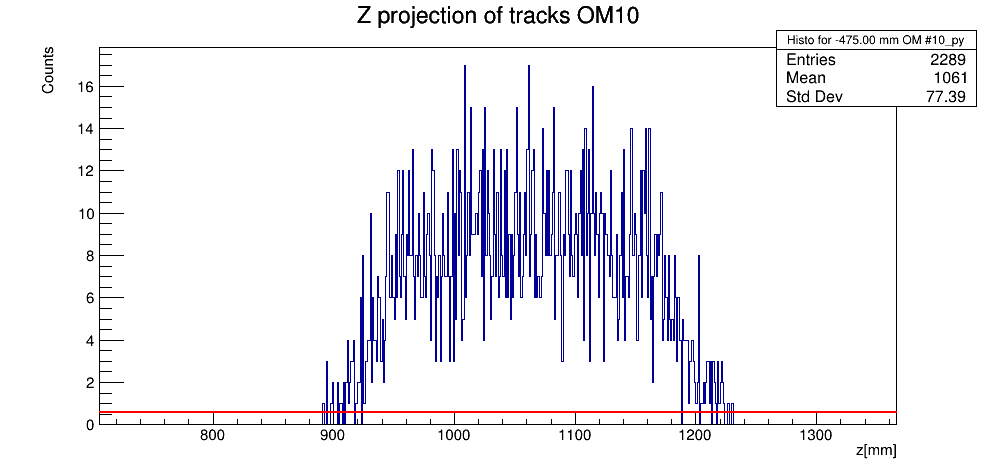 Z projection of tracks OM10
Histo for -475.00 mm OM #10_py
Entries 2289
Mean 1061
Std Dev 77.39
Counts
16
14
12
10
8
6
4
2
0
800 900 1000 1100 1200 1300
z[mm]